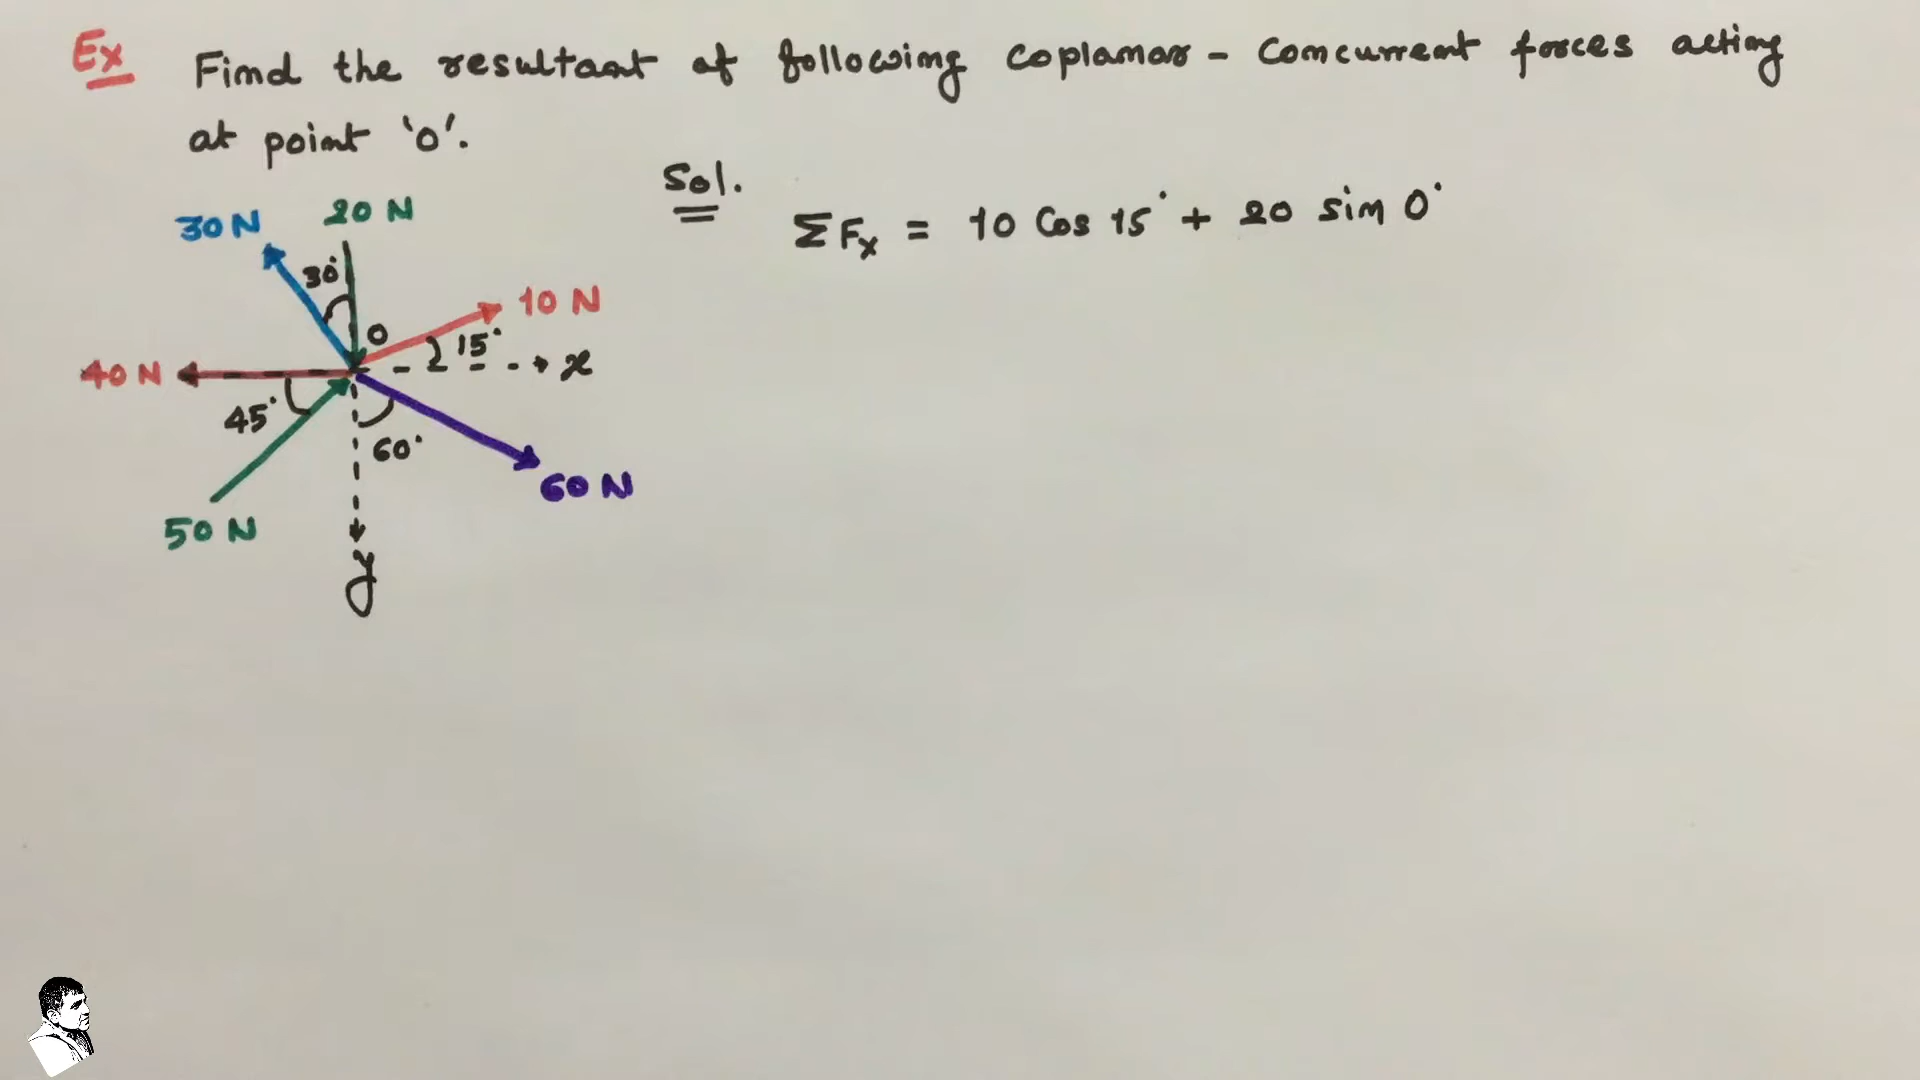 Ex Find the resultant of following coplanar - concurrent forces acting
at point 'O'.
Sol.
ΣFx = 10 Cos 15° + 20 sin 0°
30 N
20 N
30°
10 N
O
15°
x
40 N
45°
60°
60 N
50 N
y